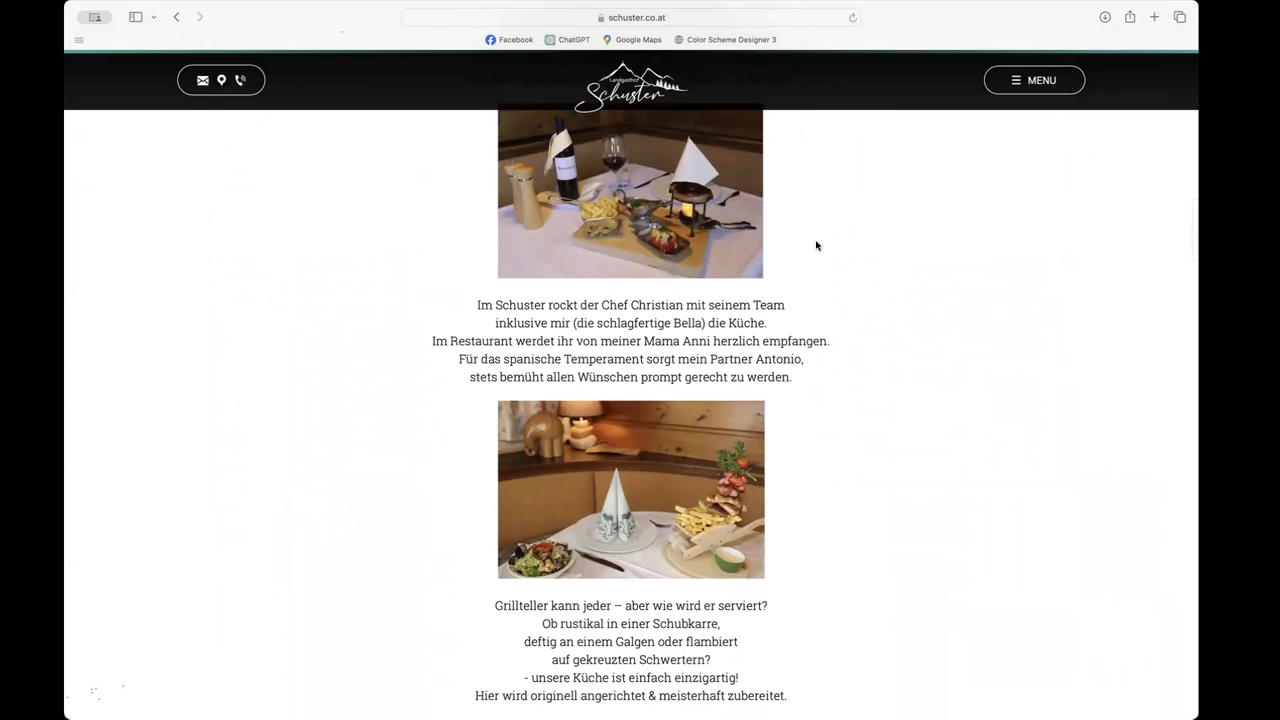 schuster.co.at
Facebook
ChatGPT
Google Maps
Color Scheme Designer 3
Landgasthof
Schuster
MENU
Im Schuster rockt der Chef Christian mit seinem Team
inklusive mir (die schlagfertige Bella) die Küche.
Im Restaurant werdet ihr von meiner Mama Anni herzlich empfangen.
Für das spanische Temperament sorgt mein Partner Antonio,
stets bemüht allen Wünschen prompt gerecht zu werden.
Grillteller kann jeder – aber wie wird er serviert?
Ob rustikal in einer Schubkarre,
deftig an einem Galgen oder flambiert
auf gekreuzten Schwertern?
- unsere Küche ist einfach einzigartig!
Hier wird originell angerichtet & meisterhaft zubereitet.